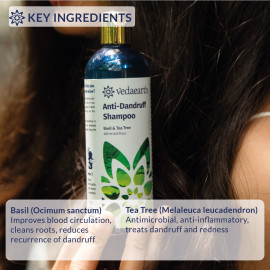 KEY INGREDIENTS
vedaearth
Anti-Dandruff
Shampoo
Basil & Tea Tree
Basil (Ocimum sanctum)
Improves blood circulation,
cleans roots, reduces
recurrence of dandruff
Tea Tree (Melaleuca leucadendron)
Antimicrobial, anti-inflammatory,
treats dandruff and redness